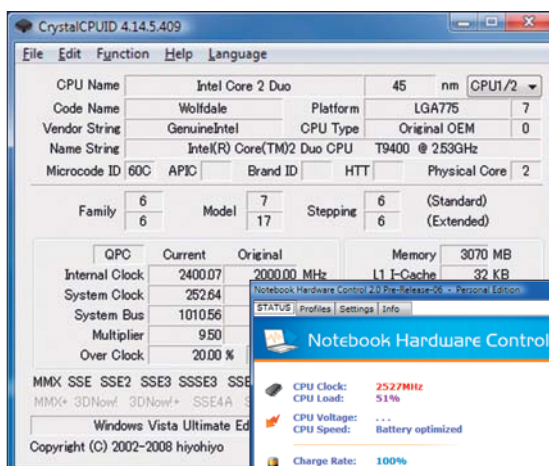 CrystalCPUID 4.14.5.409
File Edit Function Help Language
CPU Name Intel Core 2 Duo 45 nm CPU1/2
Code Name Wolfdale Platform LGA775 7
Vendor String GenuineIntel CPU Type Original OEM 0
Name String Intel(R) Core(TM)2 Duo CPU T9400 @ 2.53GHz
Microcode ID 60C APIC Brand ID HTT Physical Core 2
Family 6 Model 7 Stepping 6 (Standard)
6 17 6 (Extended)
QPC Current Original Memory 3070 MB
Internal Clock 2400.07 2000.00 MHz L1 I-Cache 32 KB
System Clock 252.64
System Bus 1010.56
Multiplier 9.50
Over Clock 20.00 %
MMX SSE SSE2 SSE3 SSSE3
MMX+ 3DNow! 3DNow!+ SSE4A
Windows Vista Ultimate Ed
Copyright (C) 2002-2008 hiyohiyo
Notebook Hardware Control 2.0 Pre-Release-06 - Personal Edition
STATUS Profiles Settings Info
Notebook Hardware Control
CPU Clock: 2527MHz
CPU Load: 51%
CPU Voltage: . . .
CPU Speed: Battery optimized
Charge Rate: 100%